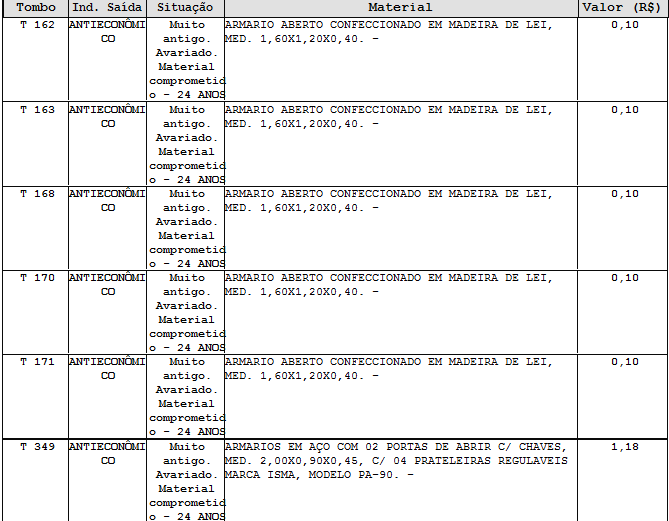 Tombo Ind. Saída Situação Material Valor (R$)
T 162 ANTIECONÔMI Muito ARMARIO ABERTO CONFECCIONADO EM MADEIRA DE LEI, 0,10
CO antigo. MED. 1,60X1,20X0,40. -
Avariado.
Material
comprometid
o - 24 ANOS
T 163 ANTIECONÔMI Muito ARMARIO ABERTO CONFECCIONADO EM MADEIRA DE LEI, 0,10
CO antigo. MED. 1,60X1,20X0,40. -
Avariado.
Material
comprometid
o - 24 ANOS
T 168 ANTIECONÔMI Muito ARMARIO ABERTO CONFECCIONADO EM MADEIRA DE LEI, 0,10
CO antigo. MED. 1,60X1,20X0,40. -
Avariado.
Material
comprometid
o - 24 ANOS
T 170 ANTIECONÔMI Muito ARMARIO ABERTO CONFECCIONADO EM MADEIRA DE LEI, 0,10
CO antigo. MED. 1,60X1,20X0,40. -
Avariado.
Material
comprometid
o - 24 ANOS
T 171 ANTIECONÔMI Muito ARMARIO ABERTO CONFECCIONADO EM MADEIRA DE LEI, 0,10
CO antigo. MED. 1,60X1,20X0,40. -
Avariado.
Material
comprometid
o - 24 ANOS
T 349 ANTIECONÔMI Muito ARMARIOS EM AÇO COM 02 PORTAS DE ABRIR C/ CHAVES, 1,18
CO antigo. MED. 2,00X0,90X0,45, C/ 04 PRATELEIRAS REGULAVEIS
Avariado. MARCA ISMA, MODELO PA-90. -
Material
comprometid
o - 24 ANOS